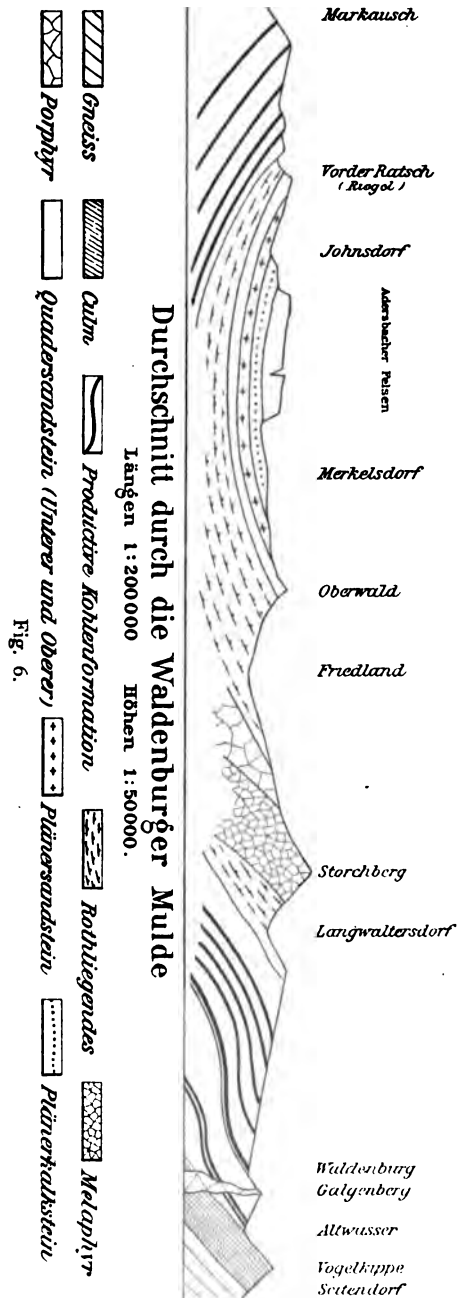 Markausch
Vorder Ratsch
(Riegel)
Johnsdorf
Adersbacher Felsen
Merkelsdorf
Oberwald
Friedland
Storchberg
Langwaltersdorf
Waldenburg
Galgenberg
Altwasser
Vogelkippe
Seitendorf
Durchschnitt durch die Waldenburger Mulde
Längen 1:200000 Höhen 1:50000.
Gneiss Culm Productive Kohlenformation Rothliegendes Melaphyr
Porphyr Quadersandstein (Unterer und Oberer) Plänersandstein Plänerkalkstein
Fig. 6.